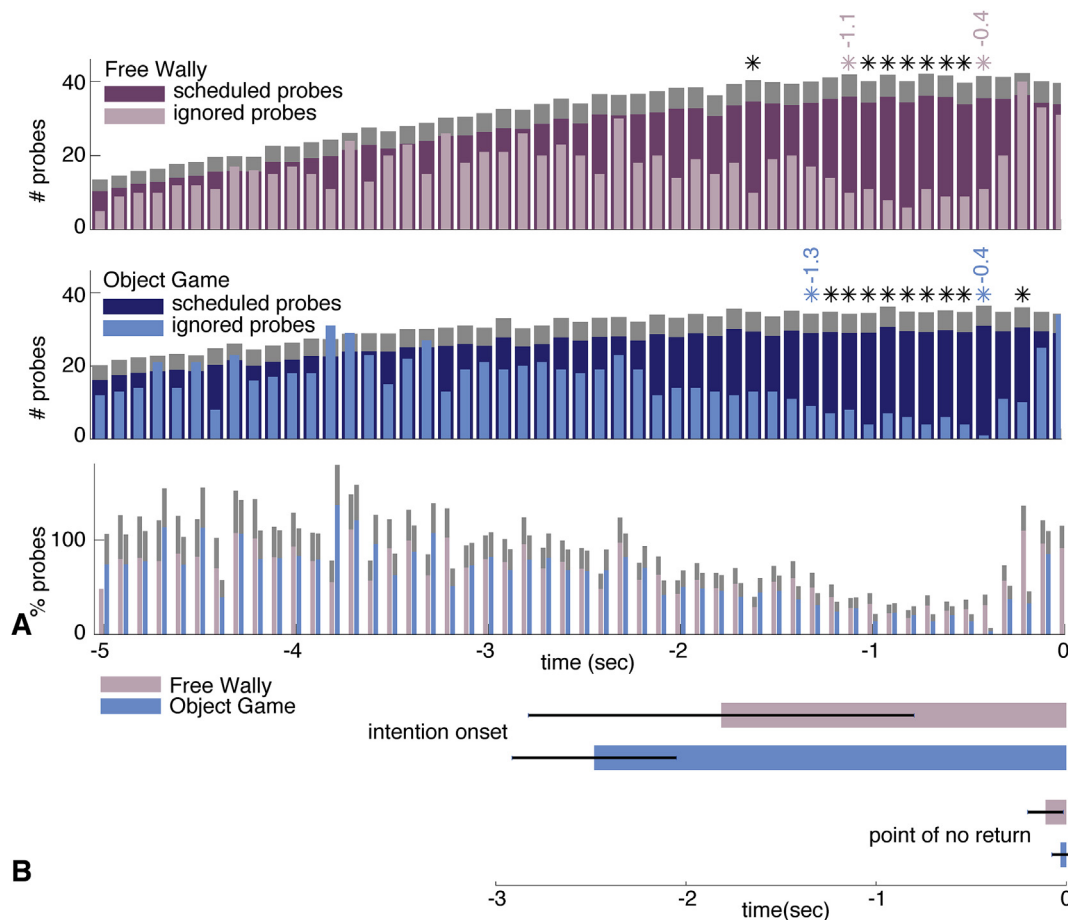 -1.1
-0.4
Free Wally
scheduled probes
ignored probes
# probes
40
20
0
-1.3
-0.4
Object Game
scheduled probes
ignored probes
# probes
40
20
0
% probes
100
0
A
-5
-4
-3
-2
-1
0
time (sec)
Free Wally
Object Game
intention onset
point of no return
B
-3
-2
-1
0
time(sec)